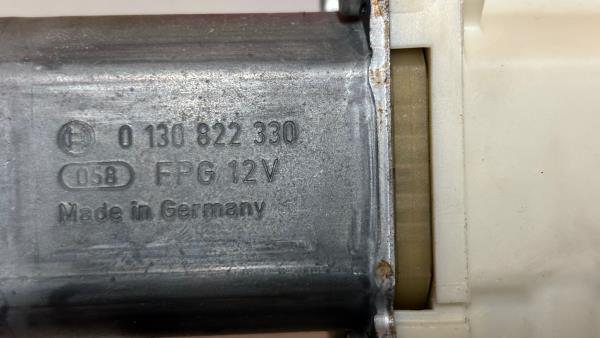 0 130 822 330
058 FPG 12V
Made in Germany